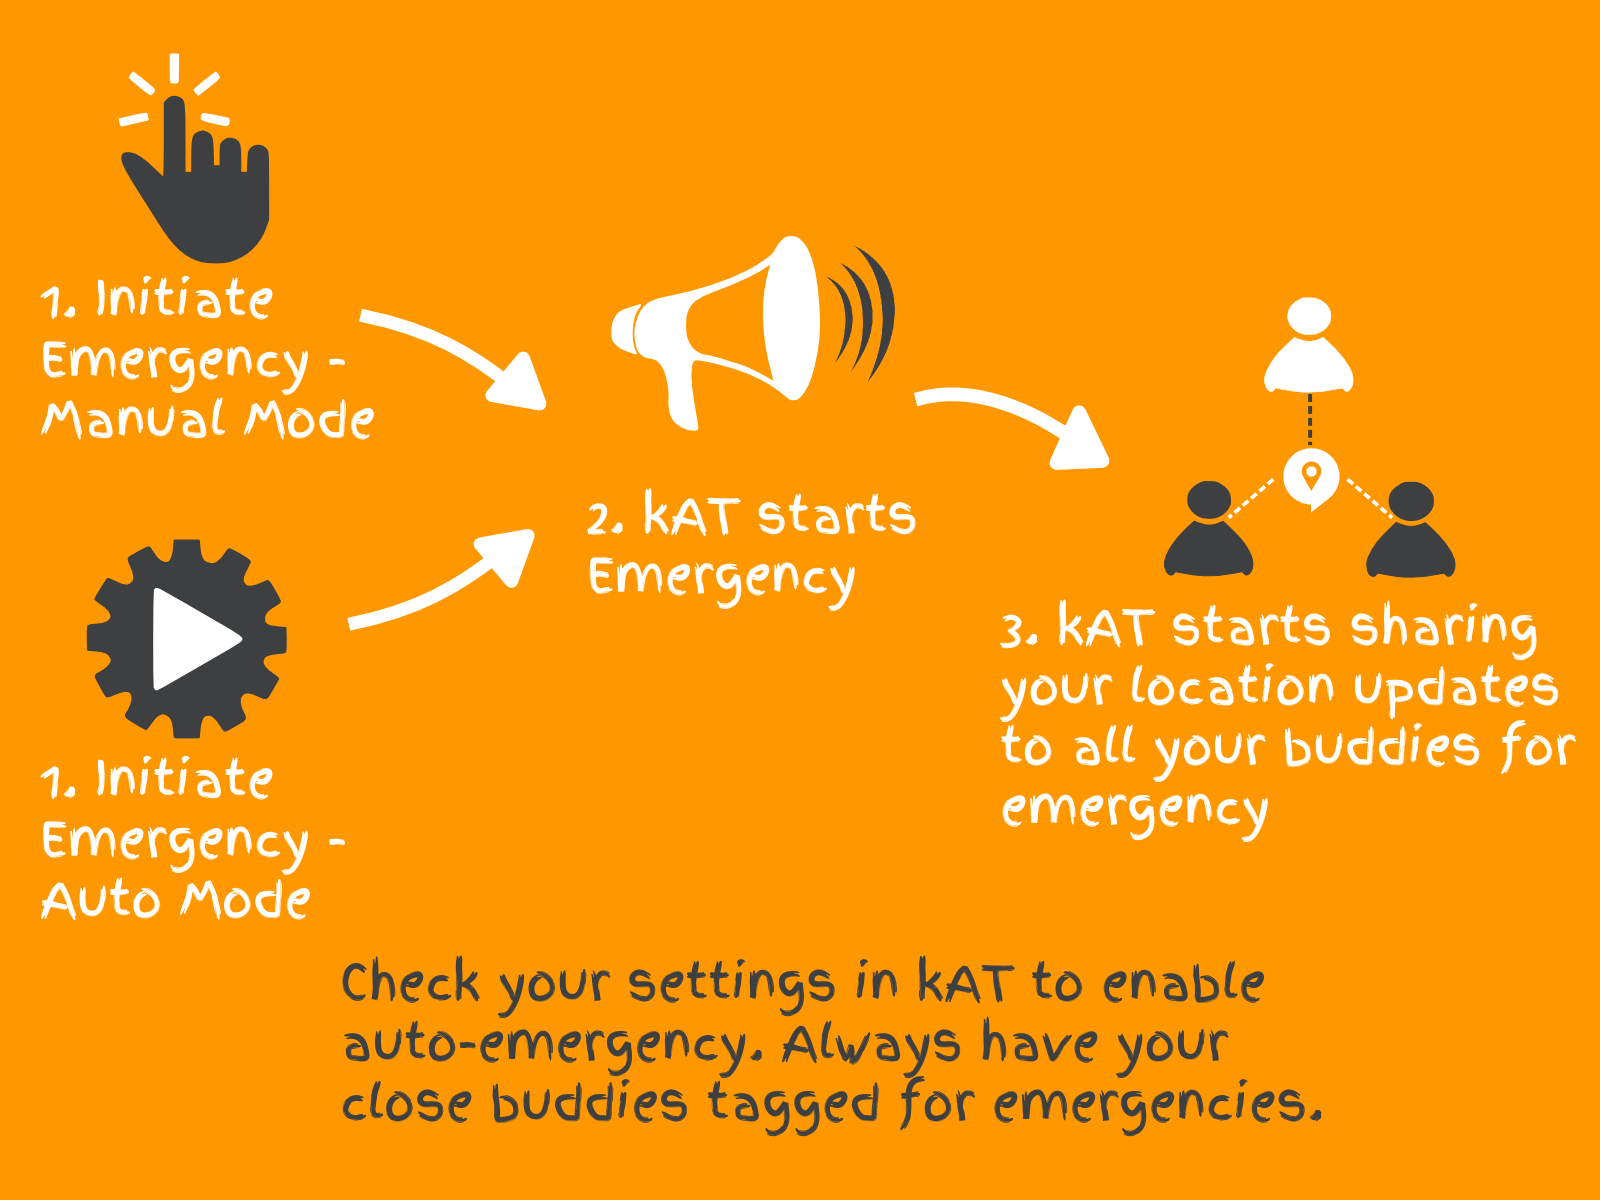 1. Initiate
Emergency -
Manual Mode
1. Initiate
Emergency -
Auto Mode
2. kAT starts
Emergency
3. kAT starts sharing
your location updates
to all your buddies for
emergency
Check your settings in kAT to enable
auto-emergency. Always have your
close buddies tagged for emergencies.